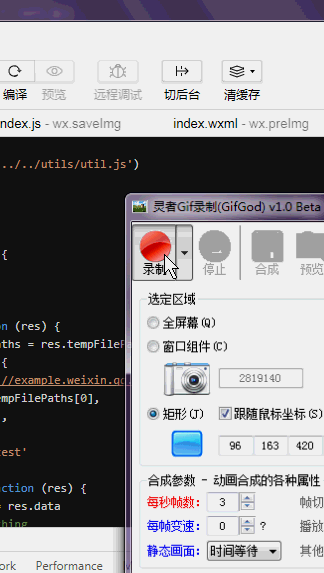 编译 预览 远程调试 切后台 清缓存
index.js - wx.saveImg index.wxml - wx.preImg
../../utils/util.js')
灵者Gif录制(GifGod) v1.0 Beta
{
录制 停止 合成 预览
on (res) {
选定区域
全屏幕(Q)
aths = res.tempFileP
窗口组件(C)
{
//example.weixin.qq.
2819140
empFilePaths[0],
,
矩形(J) 跟随鼠标坐标(S)
96 163 420
test'
合成参数 - 动画合成的各种属性
nction (res) {
每秒帧数: 3 帧切
= res.data
每帧变速: 0 ? 播放
thing
静态画面: 时间等待 其他
work Performance